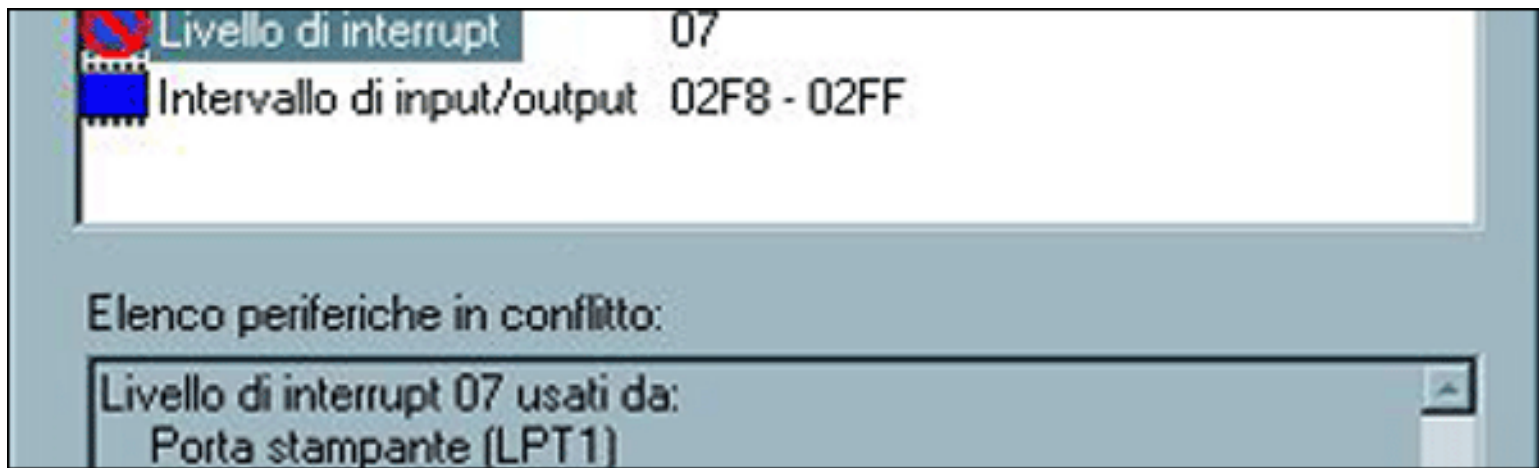 Livello di interrupt 07
Intervallo di input/output 02F8 - 02FF
Elenco periferiche in conflitto:
Livello di interrupt 07 usati da:
Porta stampante (LPT1)